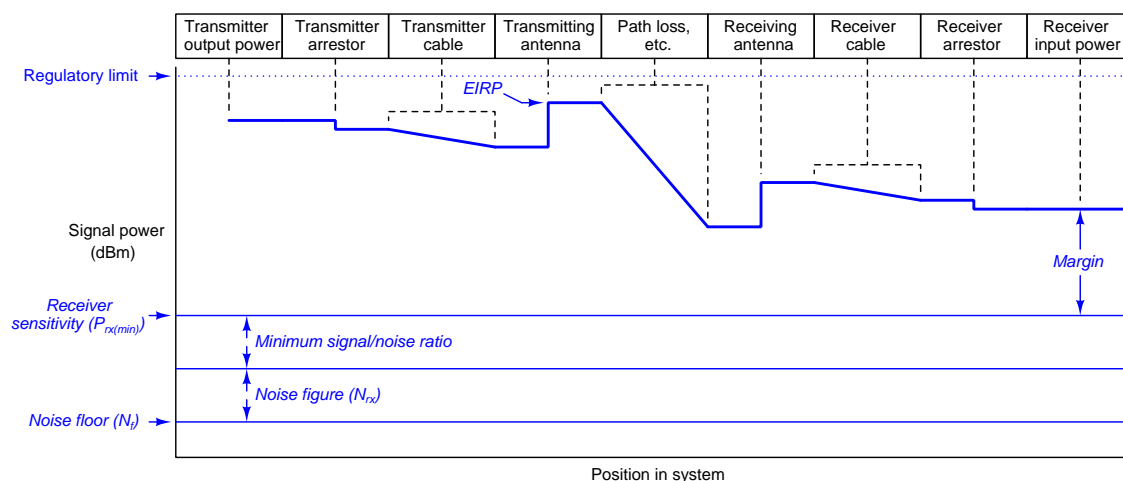 Transmitter
output power
Transmitter
arrestor
Transmitter
cable
Transmitting
antenna
Path loss,
etc.
Receiving
antenna
Receiver
cable
Receiver
arrestor
Receiver
input power
Regulatory limit
EIRP
Signal power
(dBm)
Margin
Receiver
sensitivity (Prx(min))
Minimum signal/noise ratio
Noise figure (Nrx)
Noise floor (Nf)
Position in system